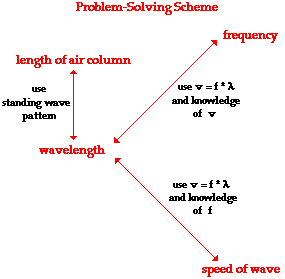 Problem-Solving Scheme
frequency
length of air column
use
standing wave
pattern
use v = f * λ
and knowledge
of v
wavelength
use v = f * λ
and knowledge
of f
speed of wave